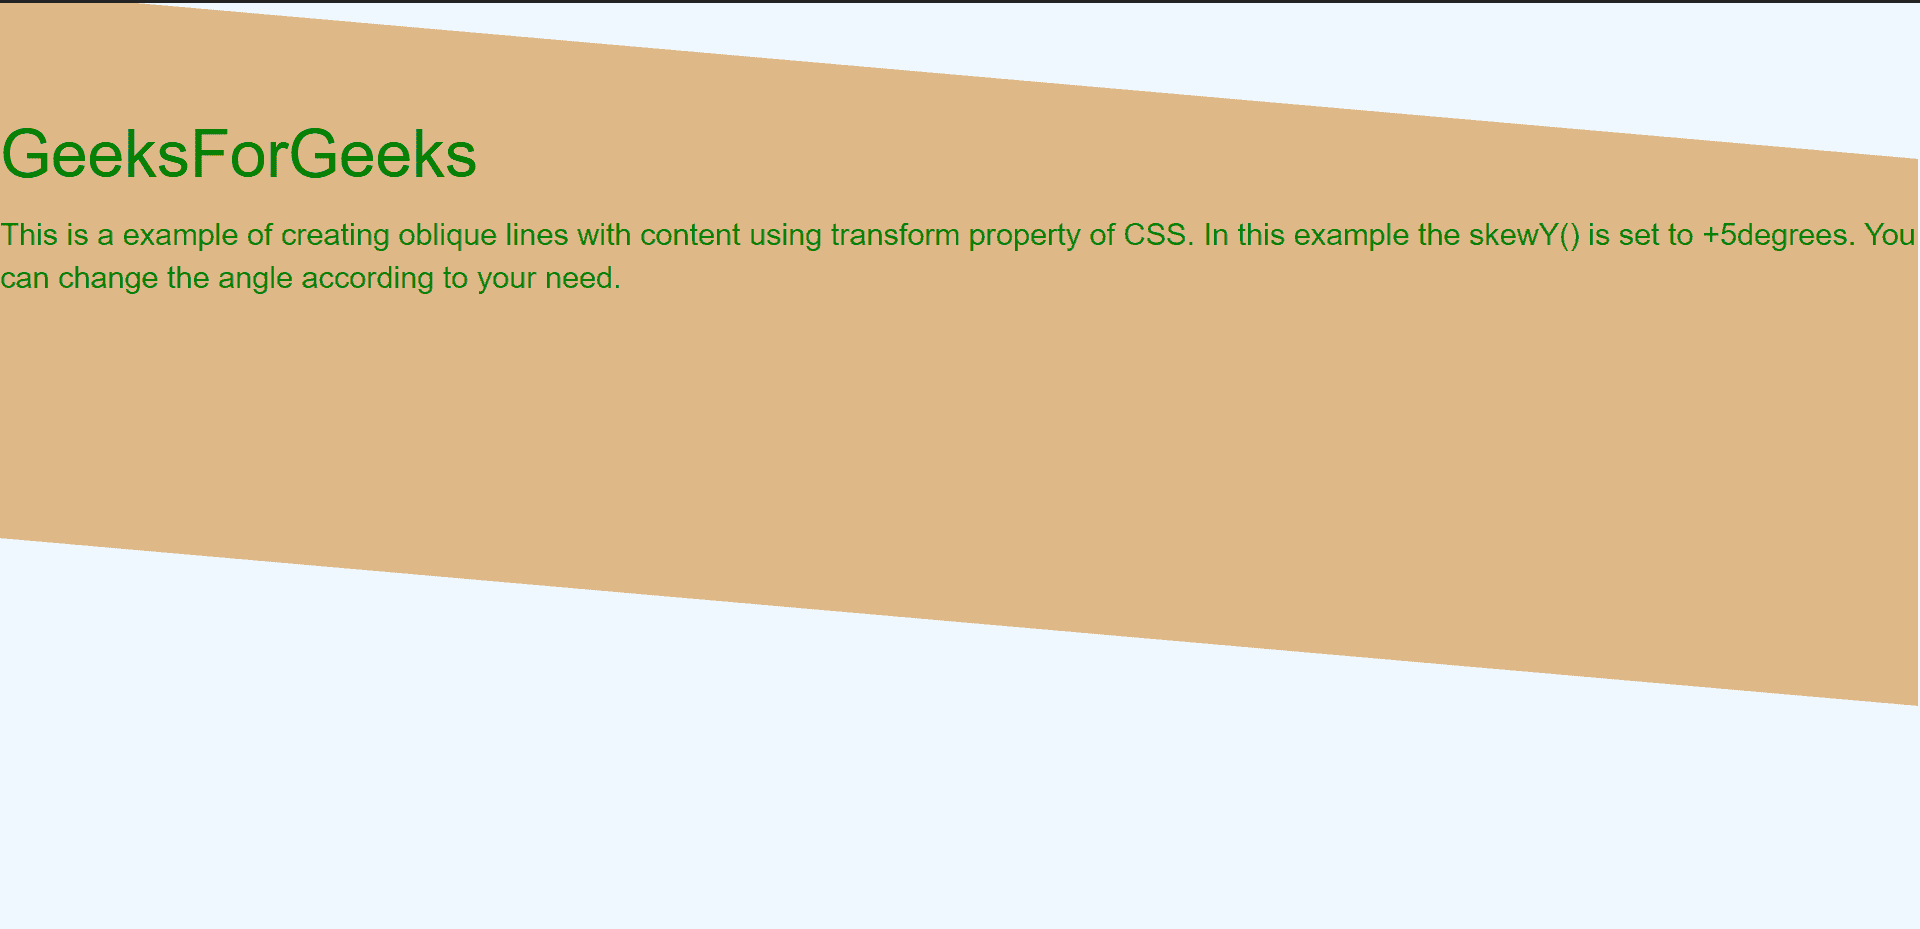 GeeksForGeeks
This is a example of creating oblique lines with content using transform property of CSS. In this example the skewY() is set to +5degrees. You
can change the angle according to your need.